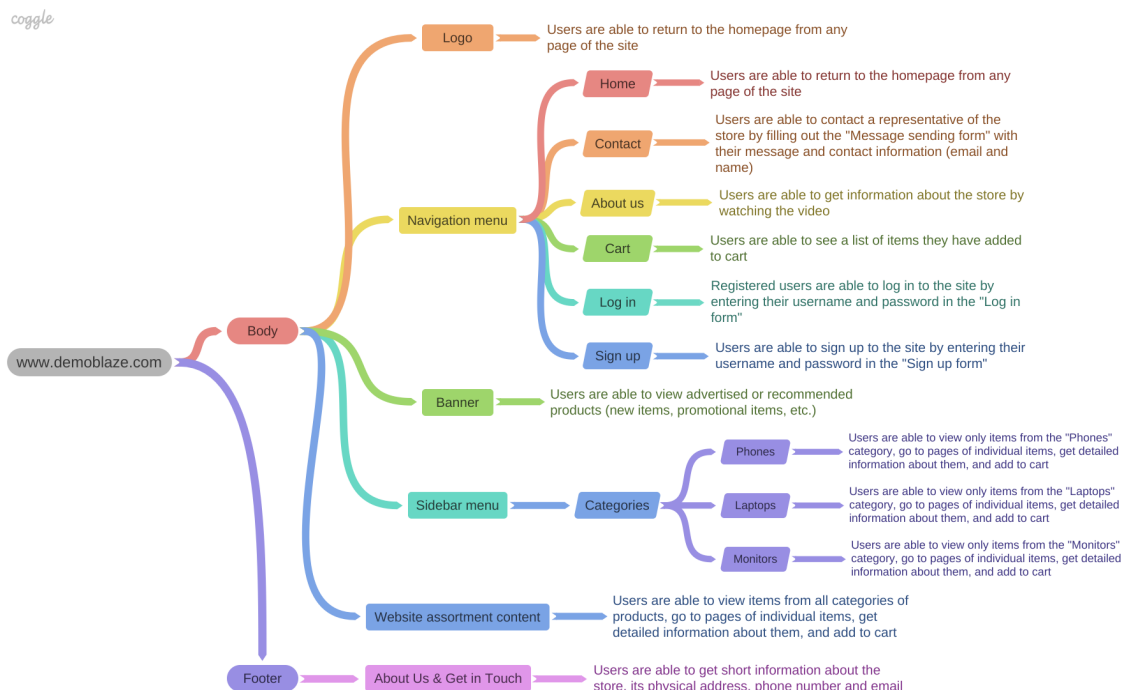 coggle
Logo
Users are able to return to the homepage from any
page of the site
Home
Users are able to return to the homepage from any
page of the site
Contact
Users are able to contact a representative of the
store by filling out the "Message sending form" with
their message and contact information (email and
name)
Navigation menu
About us
Users are able to get information about the store by
watching the video
Cart
Users are able to see a list of items they have added
to cart
Log in
Registered users are able to log in to the site by
entering their username and password in the "Log in
form"
Sign up
Users are able to sign up to the site by entering their
username and password in the "Sign up form"
Body
www.demoblaze.com
Banner
Users are able to view advertised or recommended
products (new items, promotional items, etc.)
Sidebar menu
Categories
Phones
Users are able to view only items from the "Phones"
category, go to pages of individual items, get detailed
information about them, and add to cart
Laptops
Users are able to view only items from the "Laptops"
category, go to pages of individual items, get detailed
information about them, and add to cart
Monitors
Users are able to view only items from the "Monitors"
category, go to pages of individual items, get detailed
information about them, and add to cart
Website assortment content
Users are able to view items from all categories of
products, go to pages of individual items, get
detailed information about them, and add to cart
Footer
About Us & Get in Touch
Users are able to get short information about the
store, its physical address, phone number and email